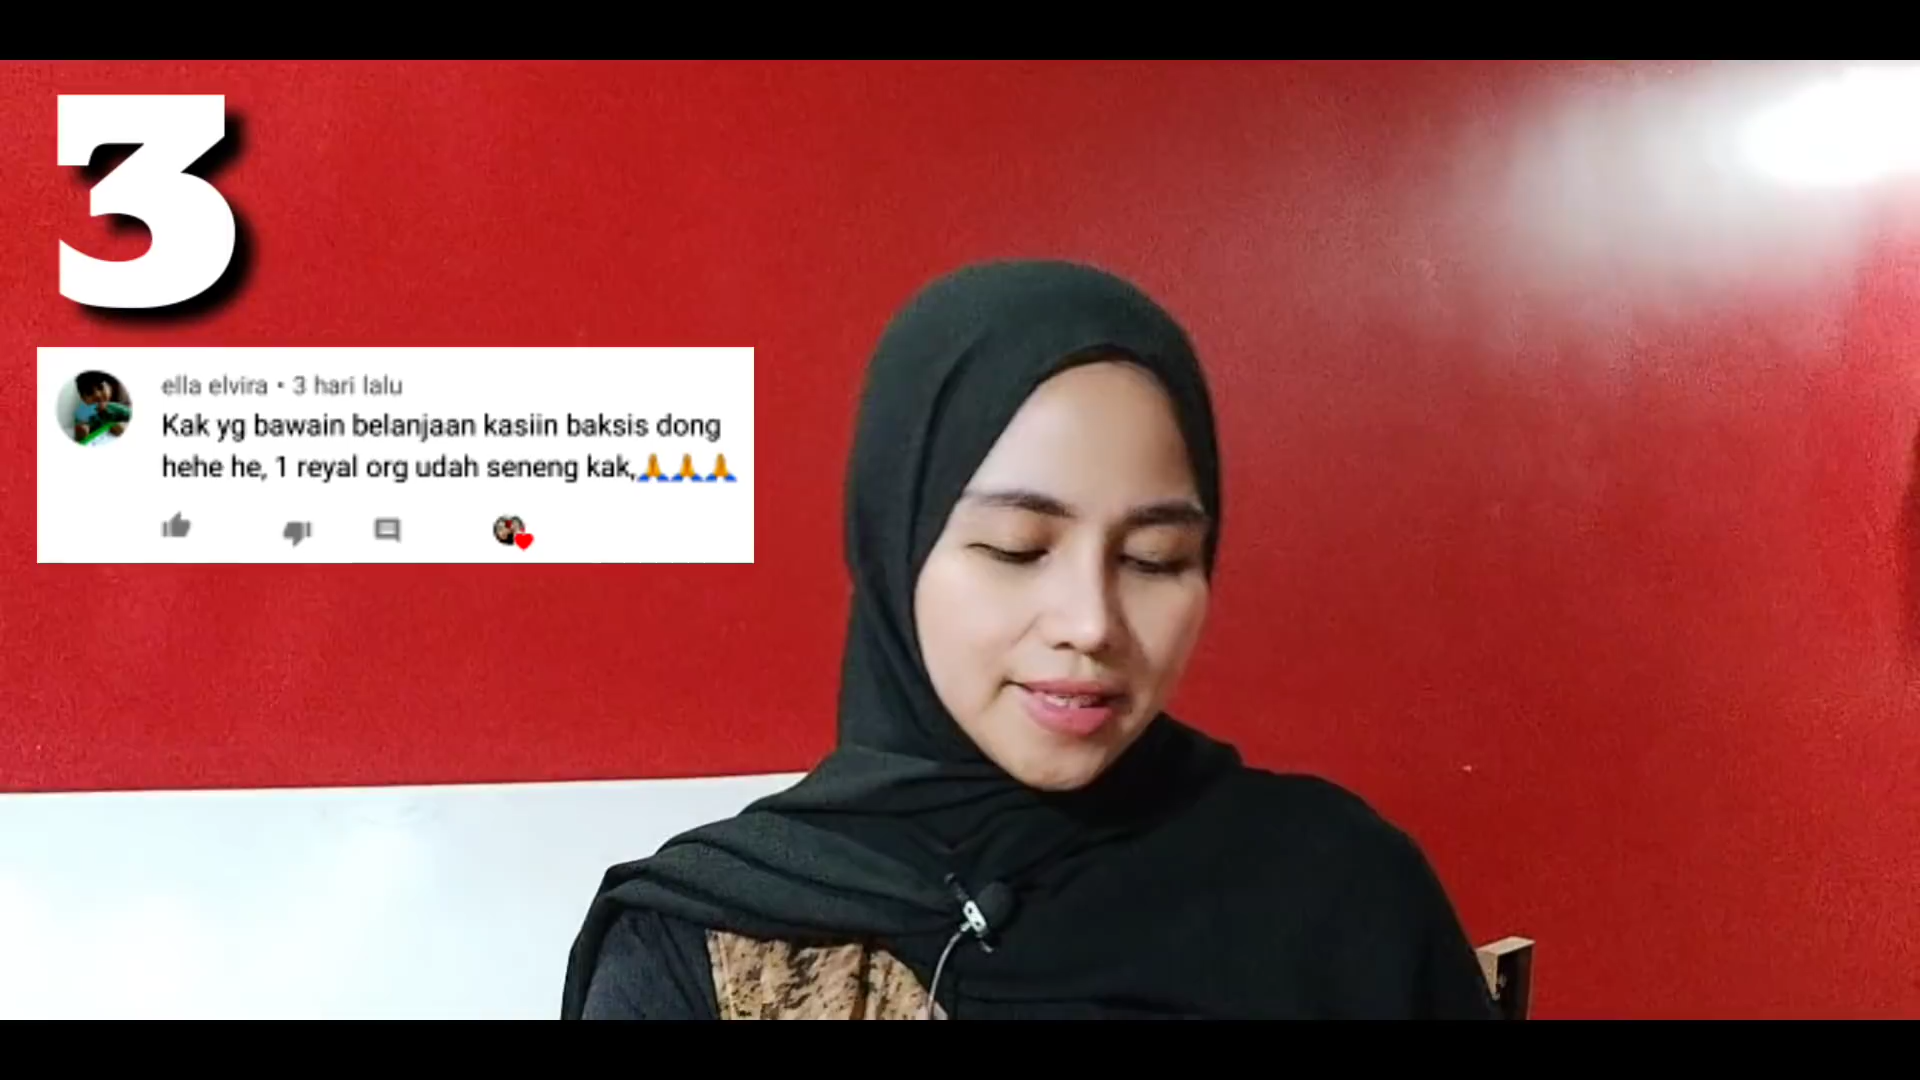 3
ella elvira • 3 hari lalu
Kak yg bawain belanjaan kasiin baksis dong
hehe he, 1 reyal org udah seneng kak,🙏🙏🙏